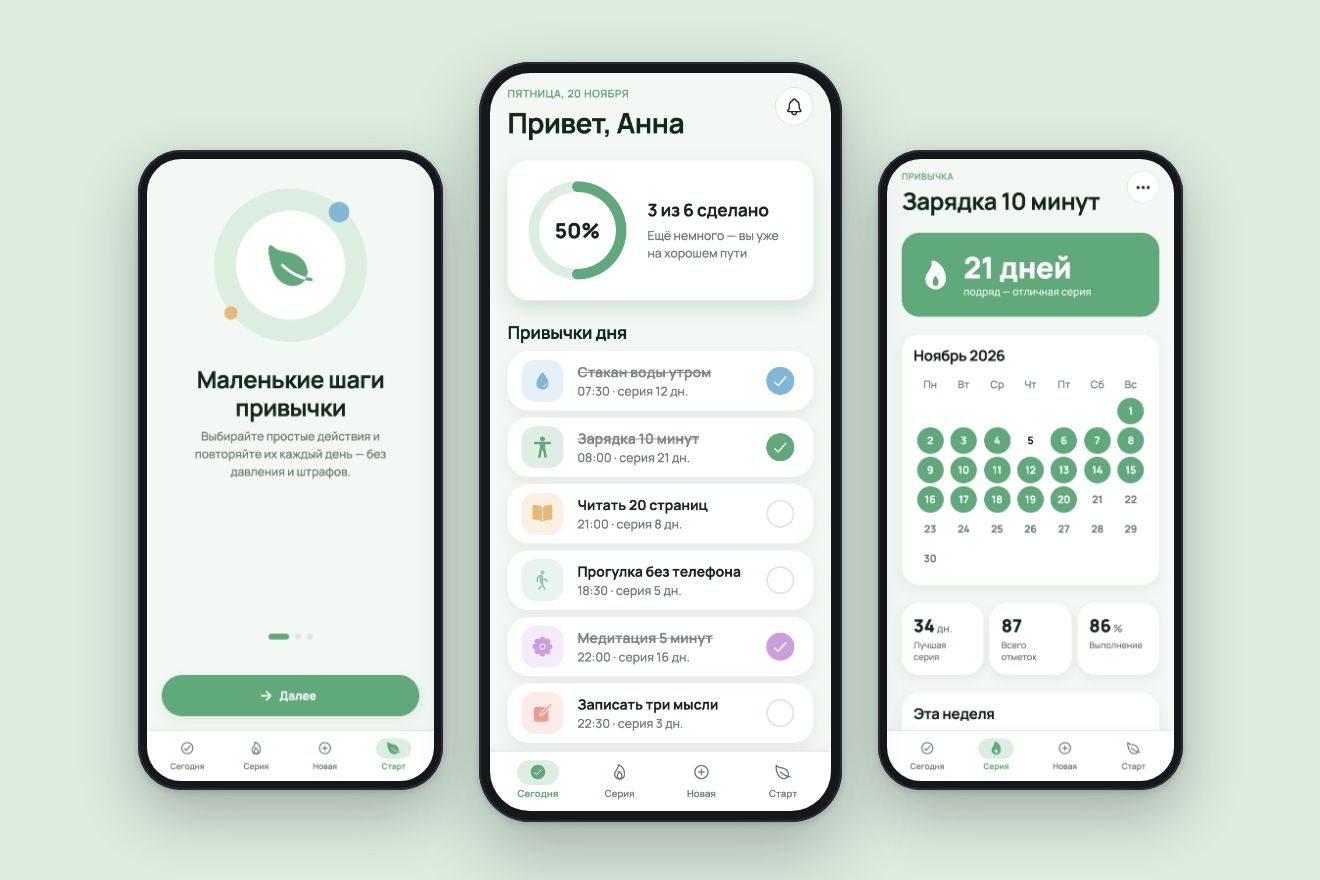 Маленькие шаги
привычки
Выбирайте простые действия и
повторяйте их каждый день — без
давления и штрафов.
Далее
Сегодня Серия Новая Старт
ПЯТНИЦА, 20 НОЯБРЯ
Привет, Анна
50%
3 из 6 сделано
Ещё немного — вы уже
на хорошем пути
Привычки дня
Стакан воды утром
07:30 · серия 12 дн.
Зарядка 10 минут
08:00 · серия 21 дн.
Читать 20 страниц
21:00 · серия 8 дн.
Прогулка без телефона
18:30 · серия 5 дн.
Медитация 5 минут
22:00 · серия 16 дн.
Записать три мысли
22:30 · серия 3 дн.
Сегодня Серия Новая Старт
ПРИВЫЧКА
Зарядка 10 минут
21 дней
подряд — отличная серия
Ноябрь 2026
Пн Вт Ср Чт Пт Сб Вс
1
2 3 4 5 6 7 8
9 10 11 12 13 14 15
16 17 18 19 20 21 22
23 24 25 26 27 28 29
30
34 дн.
Лучшая
серия
87
Всего
отметок
86 %
Выполнение
Эта неделя
Сегодня Серия Новая Старт